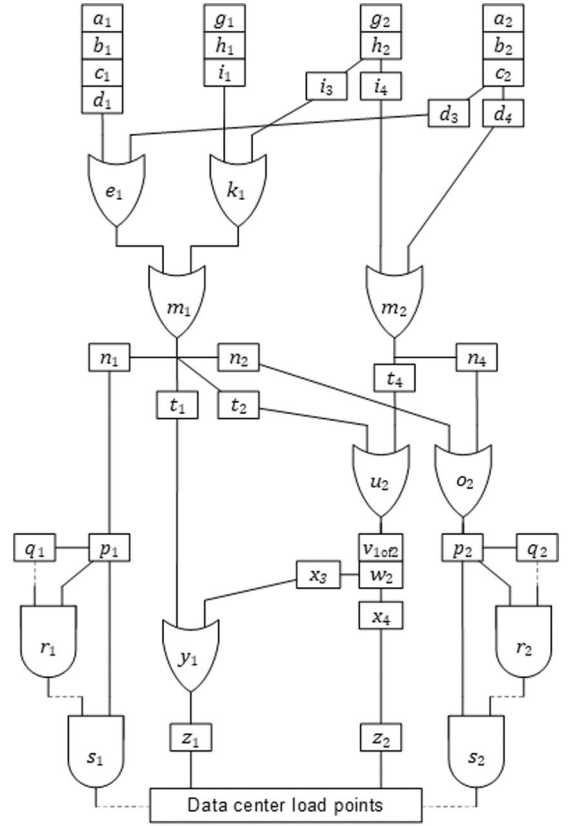 a₁ g₁ g₂ a₂
b₁ h₁ h₂ b₂
c₁ i₁ c₂
i₃ i₄
d₁ d₃ d₄
e₁ k₁
m₁ m₂
n₁ n₂ n₄
t₄
t₁ t₂
u₂ o₂
q₁ p₁ v₁ₒf₂ p₂ q₂
x₃ w₂
x₄
r₁ y₁ r₂
z₁ z₂
s₁ s₂
Data center load points